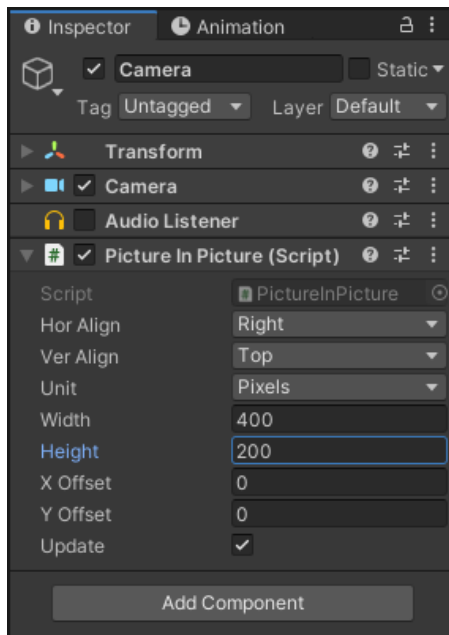 Inspector Animation
Camera Static
Tag Untagged Layer Default
Transform
Camera
Audio Listener
# Picture In Picture (Script)
Script PictureInPicture
Hor Align Right
Ver Align Top
Unit Pixels
Width 400
Height 200
X Offset 0
Y Offset 0
Update
Add Component